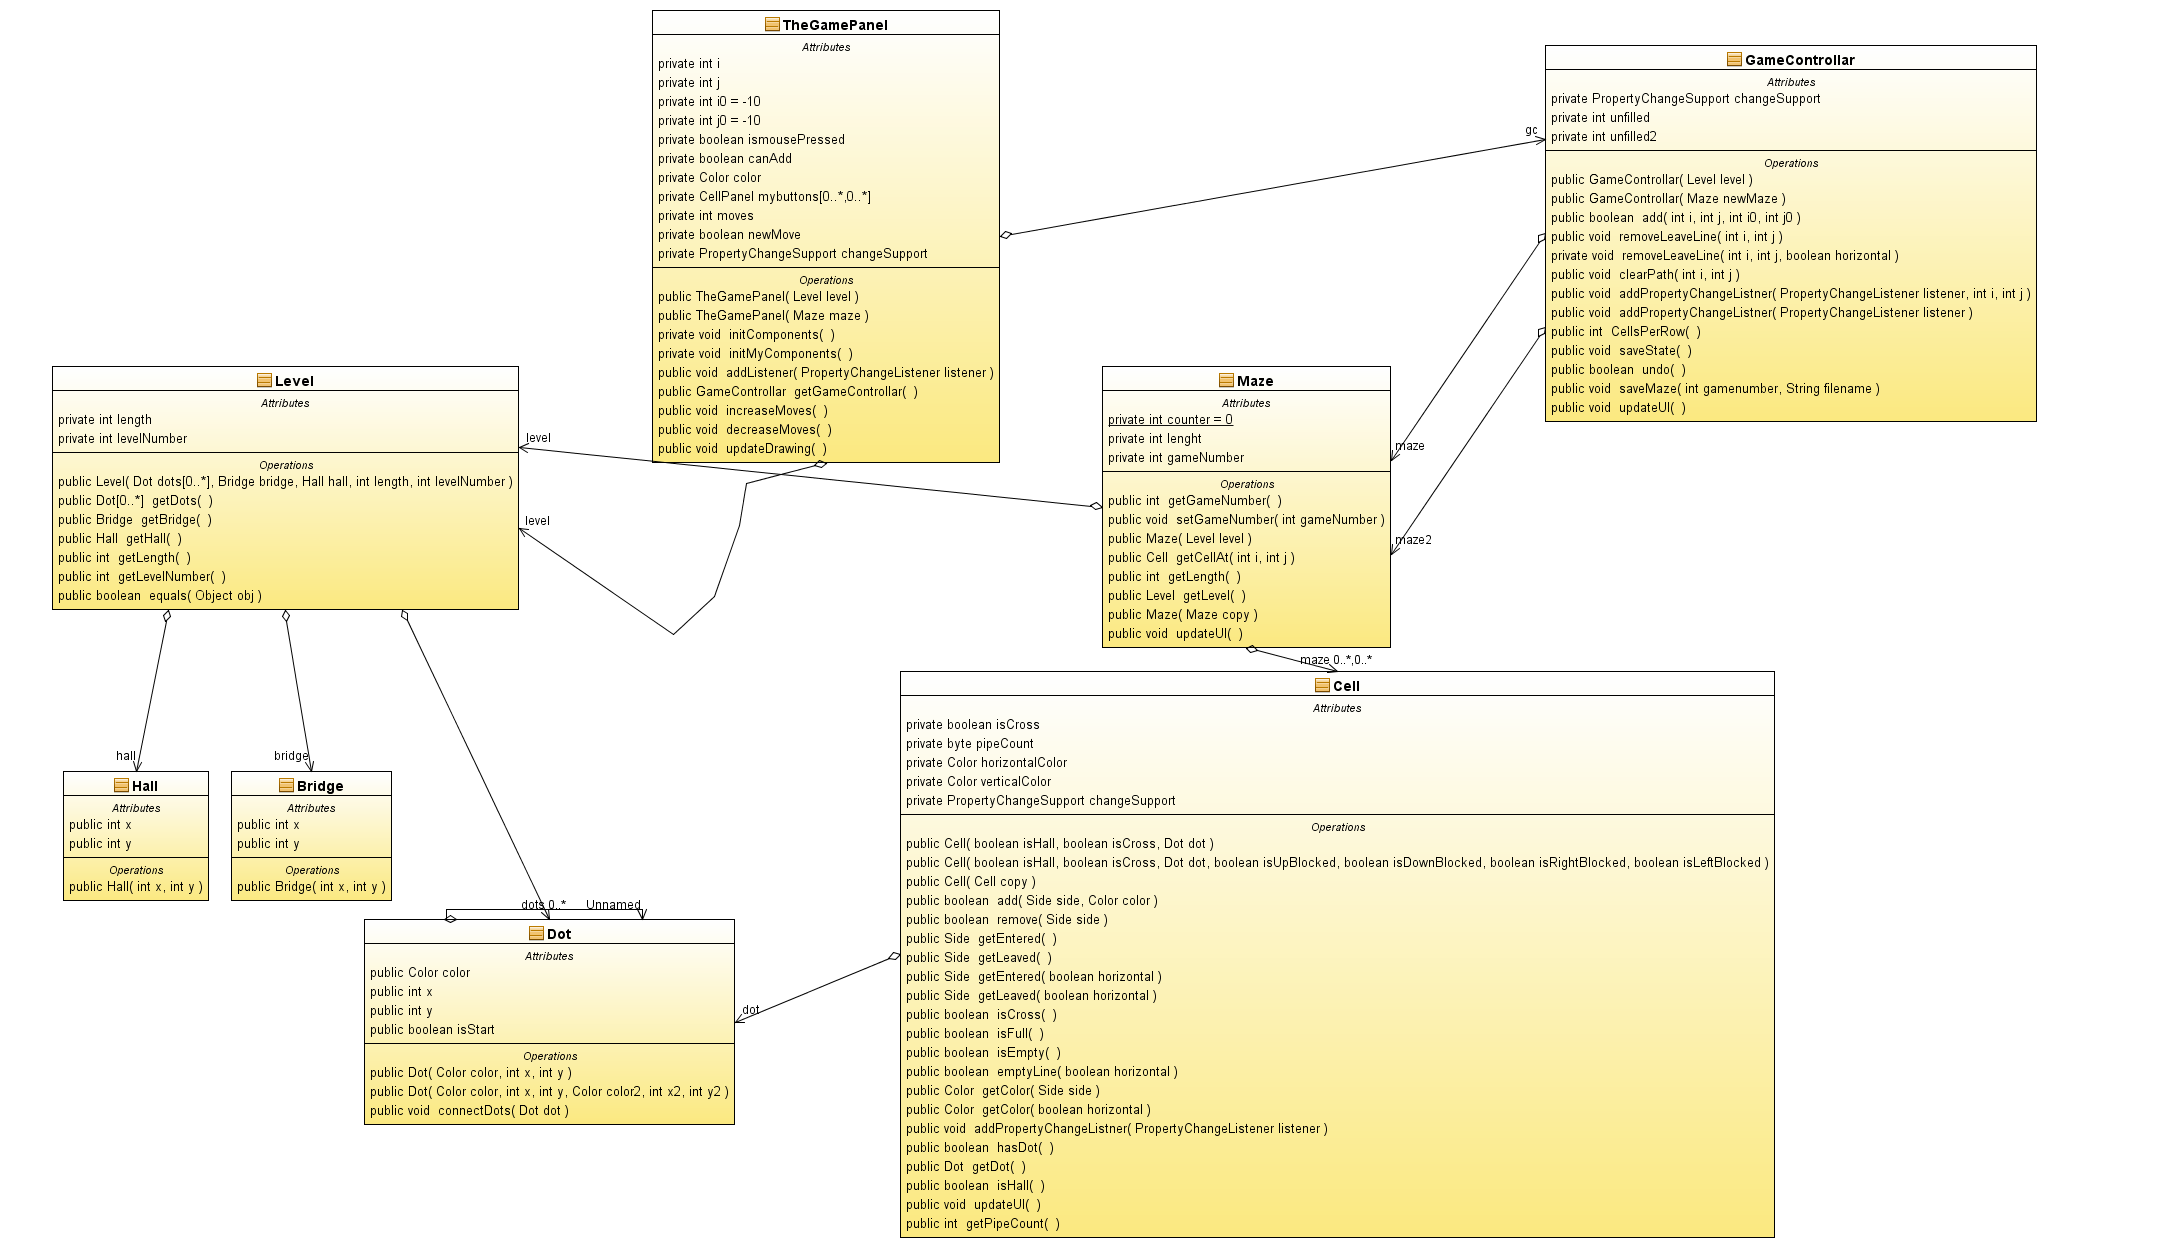 TheGamePanel
Attributes
private int i
private int j
private int i0 = -10
private int j0 = -10
private boolean ismousePressed
private boolean canAdd
private Color color
private CellPanel mybuttons[0..*,0..*]
private int moves
private boolean newMove
private PropertyChangeSupport changeSupport
Operations
public TheGamePanel( Level level )
public TheGamePanel( Maze maze )
private void initComponents( )
private void initMyComponents( )
public void addListener( PropertyChangeListener listener )
public GameControllar getGameControllar( )
public void increaseMoves( )
public void decreaseMoves( )
public void updateDrawing( )
GameControllar
Attributes
private PropertyChangeSupport changeSupport
private int unfilled
private int unfilled2
Operations
public GameControllar( Level level )
public GameControllar( Maze newMaze )
public boolean add( int i, int j, int i0, int j0 )
public void removeLeaveLine( int i, int j )
private void removeLeaveLine( int i, int j, boolean horizontal )
public void clearPath( int i, int j )
public void addPropertyChangeListner( PropertyChangeListener listener, int i, int j )
public void addPropertyChangeListner( PropertyChangeListener listener )
public int CellsPerRow( )
public void saveState( )
public boolean undo( )
public void saveMaze( int gamenumber, String filename )
public void updateUI( )
gc
Level
Attributes
private int length
private int levelNumber
Operations
public Level( Dot dots[0..*], Bridge bridge, Hall hall, int length, int levelNumber )
public Dot[0..*] getDots( )
public Bridge getBridge( )
public Hall getHall( )
public int getLength( )
public int getLevelNumber( )
public boolean equals( Object obj )
level
level
Maze
Attributes
private int counter = 0
private int lenght
private int gameNumber
Operations
public int getGameNumber( )
public void setGameNumber( int gameNumber )
public Maze( Level level )
public Cell getCellAt( int i, int j )
public int getLength( )
public Level getLevel( )
public Maze( Maze copy )
public void updateUI( )
maze
maze2
maze 0..*,0..*
hall
bridge
Hall
Attributes
public int x
public int y
Operations
public Hall( int x, int y )
Bridge
Attributes
public int x
public int y
Operations
public Bridge( int x, int y )
dots 0..*
Unnamed
Dot
Attributes
public Color color
public int x
public int y
public boolean isStart
Operations
public Dot( Color color, int x, int y )
public Dot( Color color, int x, int y, Color color2, int x2, int y2 )
public void connectDots( Dot dot )
dot
Cell
Attributes
private boolean isCross
private byte pipeCount
private Color horizontalColor
private Color verticalColor
private PropertyChangeSupport changeSupport
Operations
public Cell( boolean isHall, boolean isCross, Dot dot )
public Cell( boolean isHall, boolean isCross, Dot dot, boolean isUpBlocked, boolean isDownBlocked, boolean isRightBlocked, boolean isLeftBlocked )
public Cell( Cell copy )
public boolean add( Side side, Color color )
public boolean remove( Side side )
public Side getEntered( )
public Side getLeaved( )
public Side getEntered( boolean horizontal )
public Side getLeaved( boolean horizontal )
public boolean isCross( )
public boolean isFull( )
public boolean isEmpty( )
public boolean emptyLine( boolean horizontal )
public Color getColor( Side side )
public Color getColor( boolean horizontal )
public void addPropertyChangeListner( PropertyChangeListener listener )
public boolean hasDot( )
public Dot getDot( )
public boolean isHall( )
public void updateUI( )
public int getPipeCount( )